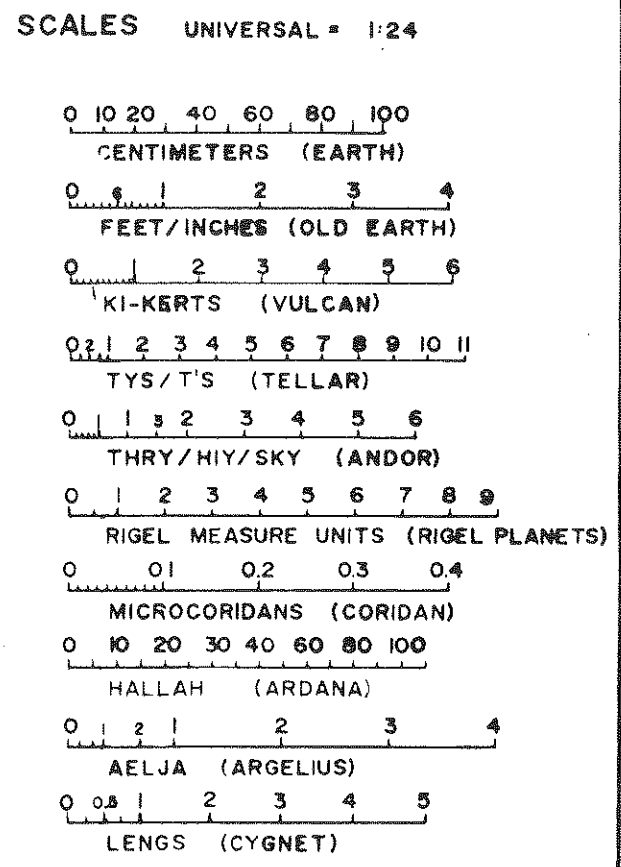 SCALES UNIVERSAL = 1:24
0 10 20 40 60 80 100
CENTIMETERS (EARTH)
0 6 1 2 3 4
FEET/INCHES (OLD EARTH)
0 1 2 3 4 5 6
KI-KERTS (VULCAN)
0 2 1 2 3 4 5 6 7 8 9 10 11
TYS/T'S (TELLAR)
0 1 1 3 2 3 4 5 6
THRY/HIY/SKY (ANDOR)
0 1 2 3 4 5 6 7 8 9
RIGEL MEASURE UNITS (RIGEL PLANETS)
0 0.1 0.2 0.3 0.4
MICROCORIDANS (CORIDAN)
0 10 20 30 40 60 80 100
HALLAH (ARDANA)
0 1 2 1 2 3 4
AELJA (ARGELIUS)
0 0.5 1 2 3 4 5
LENGS (CYGNET)